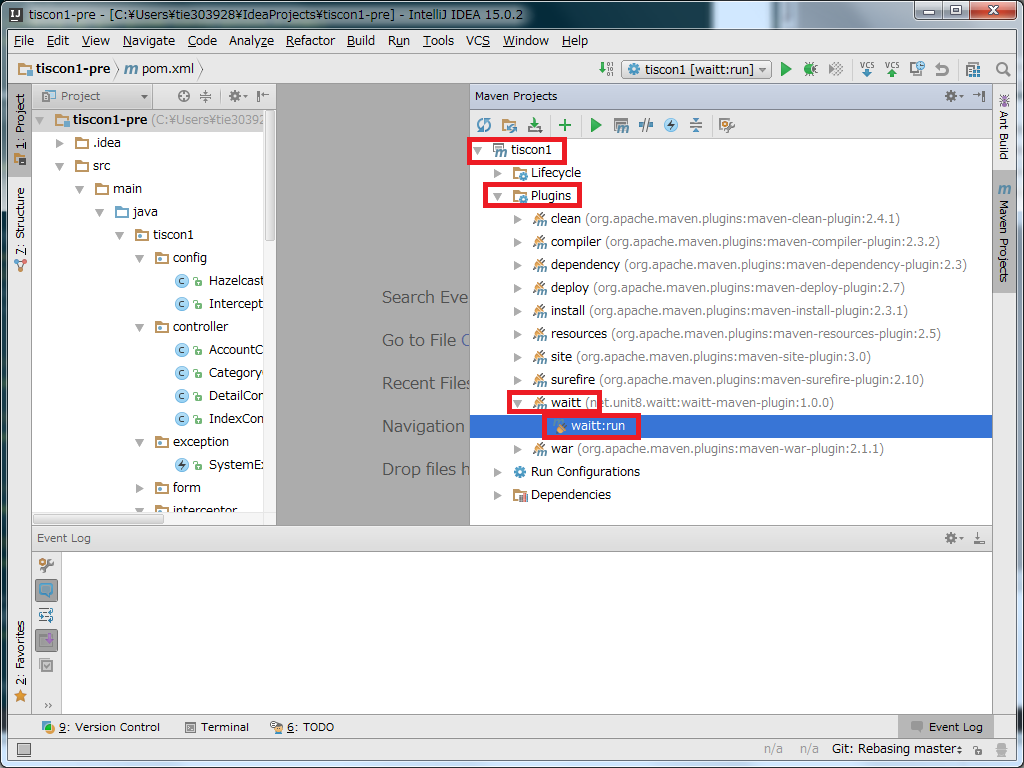 tiscon1-pre - [C:¥Users¥tie303928¥IdeaProjects¥tiscon1-pre] - IntelliJ IDEA 15.0.2
File Edit View Navigate Code Analyze Refactor Build Run Tools VCS Window Help
tiscon1-pre pom.xml tiscon1 [waitt:run] VCS VCS
1: Project
7: Structure
2: Favorites
Project
tiscon1-pre (C:¥Users¥tie30392
.idea
src
main
java
tiscon1
config
Hazelcast
Intercept
controller
AccountC
Category
DetailCon
IndexCon
exception
SystemEx
form
interceptor
Search Eve
Go to File C
Recent Files
Navigation
Drop files h
Maven Projects
tiscon1
Lifecycle
Plugins
clean (org.apache.maven.plugins:maven-clean-plugin:2.4.1)
compiler (org.apache.maven.plugins:maven-compiler-plugin:2.3.2)
dependency (org.apache.maven.plugins:maven-dependency-plugin:2.3)
deploy (org.apache.maven.plugins:maven-deploy-plugin:2.7)
install (org.apache.maven.plugins:maven-install-plugin:2.3.1)
resources (org.apache.maven.plugins:maven-resources-plugin:2.5)
site (org.apache.maven.plugins:maven-site-plugin:3.0)
surefire (org.apache.maven.plugins:maven-surefire-plugin:2.10)
waitt (net.unit8.waitt:waitt-maven-plugin:1.0.0)
waitt:run
war (org.apache.maven.plugins:maven-war-plugin:2.1.1)
Run Configurations
Dependencies
Ant Build
Maven Projects
Event Log
9: Version Control Terminal 6: TODO Event Log
n/a n/a Git: Rebasing master